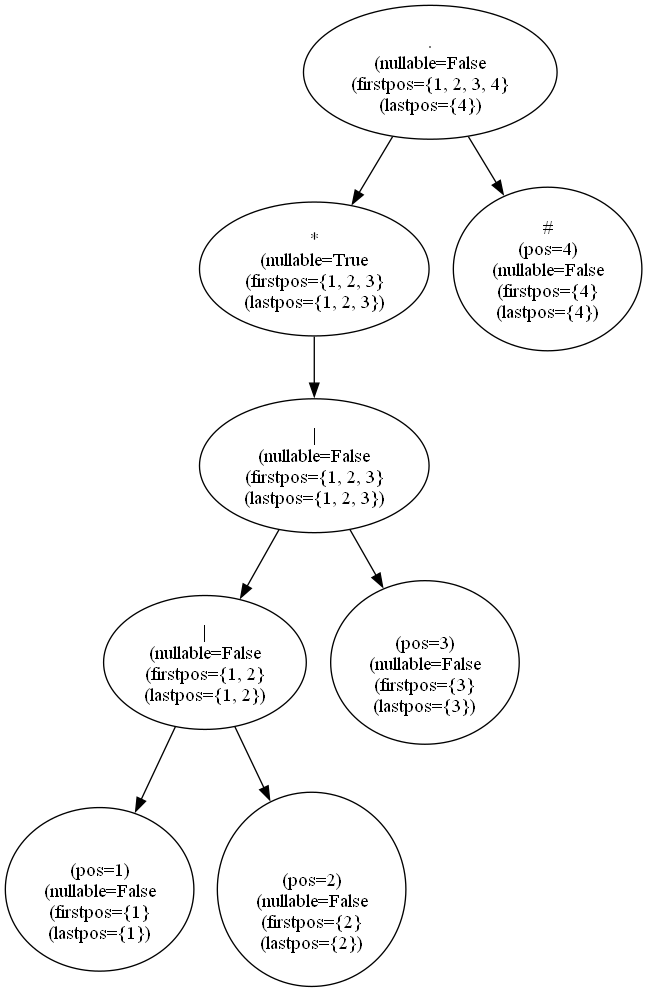 .
(nullable=False
(firstpos={1, 2, 3, 4}
(lastpos={4})
*
(nullable=True
(firstpos={1, 2, 3}
(lastpos={1, 2, 3})
#
(pos=4)
(nullable=False
(firstpos={4}
(lastpos={4})
|
(nullable=False
(firstpos={1, 2, 3}
(lastpos={1, 2, 3})
|
(nullable=False
(firstpos={1, 2}
(lastpos={1, 2})
(pos=3)
(nullable=False
(firstpos={3}
(lastpos={3})
(pos=1)
(nullable=False
(firstpos={1}
(lastpos={1})
(pos=2)
(nullable=False
(firstpos={2}
(lastpos={2})